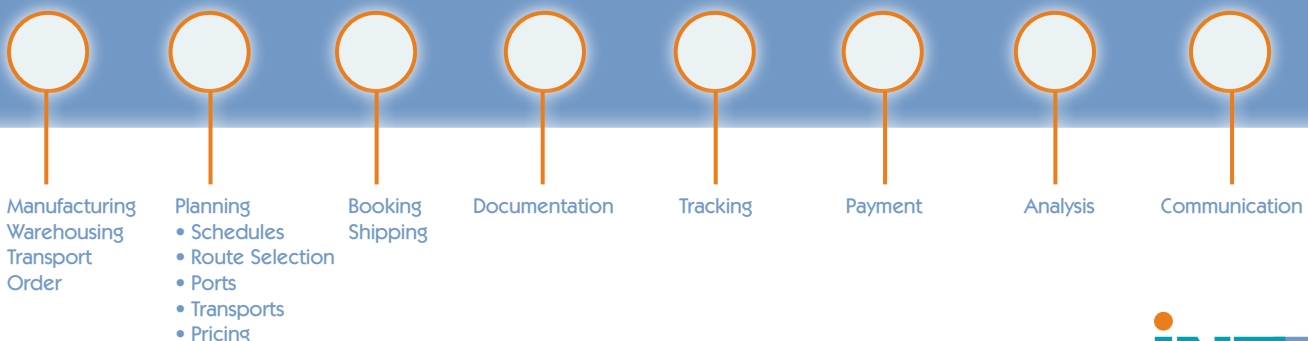 Manufacturing
Warehousing
Transport
Order
Planning
• Schedules
• Route Selection
• Ports
• Transports
• Pricing
Booking
Shipping
Documentation
Tracking
Payment
Analysis
Communication